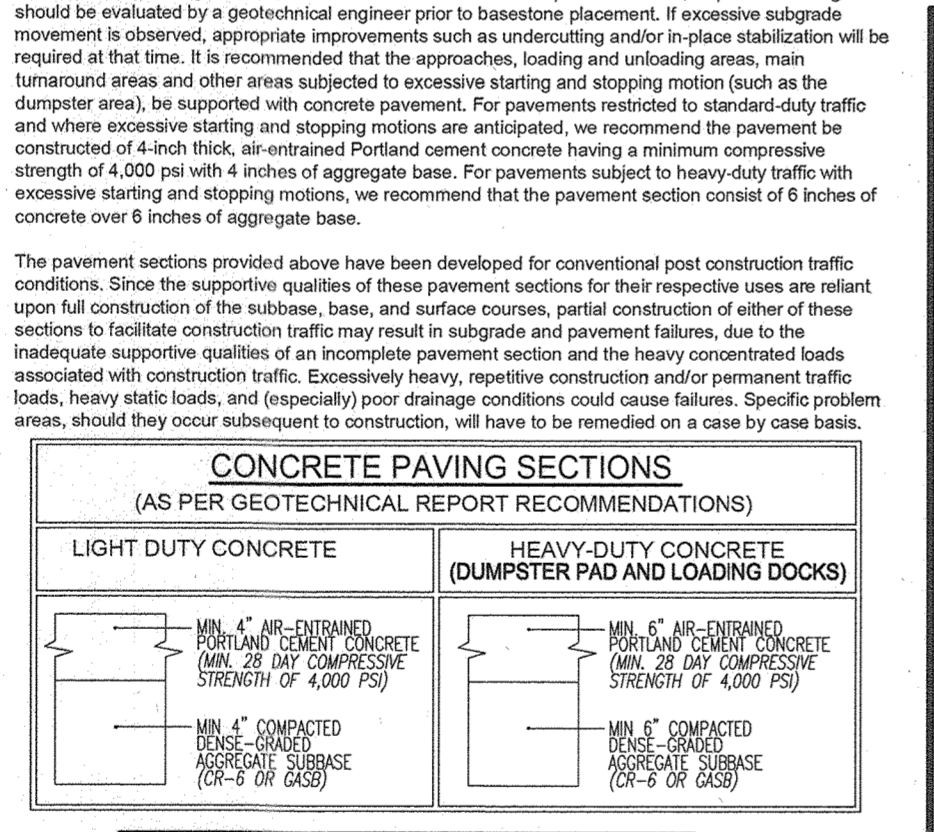 should be evaluated by a geotechnical engineer prior to basestone placement. If excessive subgrade
movement is observed, appropriate improvements such as undercutting and/or in-place stabilization will be
required at that time. It is recommended that the approaches, loading and unloading areas, main
turnaround areas and other areas subjected to excessive starting and stopping motion (such as the
dumpster area), be supported with concrete pavement. For pavements restricted to standard-duty traffic
and where excessive starting and stopping motions are anticipated, we recommend the pavement be
constructed of 4-inch thick, air-entrained Portland cement concrete having a minimum compressive
strength of 4,000 psi with 4 inches of aggregate base. For pavements subject to heavy-duty traffic with
excessive starting and stopping motions, we recommend that the pavement section consist of 6 inches of
concrete over 6 inches of aggregate base.
The pavement sections provided above have been developed for conventional post construction traffic
conditions. Since the supportive qualities of these pavement sections for their respective uses are reliant
upon full construction of the subbase, base, and surface courses, partial construction of either of these
sections to facilitate construction traffic may result in subgrade and pavement failures, due to the
inadequate supportive qualities of an incomplete pavement section and the heavy concentrated loads
associated with construction traffic. Excessively heavy, repetitive construction and/or permanent traffic
loads, heavy static loads, and (especially) poor drainage conditions could cause failures. Specific problem
areas, should they occur subsequent to construction, will have to be remedied on a case by case basis.
CONCRETE PAVING SECTIONS
(AS PER GEOTECHNICAL REPORT RECOMMENDATIONS)
LIGHT DUTY CONCRETE
HEAVY-DUTY CONCRETE
(DUMPSTER PAD AND LOADING DOCKS)
MIN. 4" AIR-ENTRAINED
PORTLAND CEMENT CONCRETE
(MIN. 28 DAY COMPRESSIVE
STRENGTH OF 4,000 PSI)
MIN 4" COMPACTED
DENSE-GRADED
AGGREGATE SUBBASE
(CR-6 OR GASB)
MIN. 6" AIR-ENTRAINED
PORTLAND CEMENT CONCRETE
(MIN. 28 DAY COMPRESSIVE
STRENGTH OF 4,000 PSI)
MIN 6" COMPACTED
DENSE-GRADED
AGGREGATE SUBBASE
(CR-6 OR GASB)